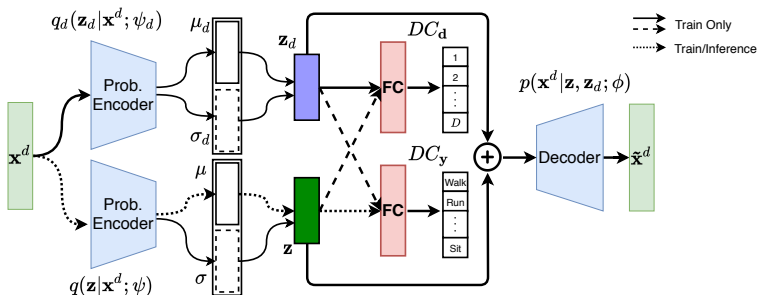 q_d(𝐳_d|𝐱^d; ψ_d)
μ_d
𝐳_d
DC_𝐝
Train Only
Train/Inference
Prob.
Encoder
σ_d
FC
1
2
⋮
D
p(𝐱^d|𝐳, 𝐳_d; ϕ)
𝐱^d
+
Decoder
𝐱̃^d
μ
DC_𝐲
Prob.
Encoder
FC
Walk
Run
⋮
Sit
𝐳
σ
q(𝐳|𝐱^d; ψ)